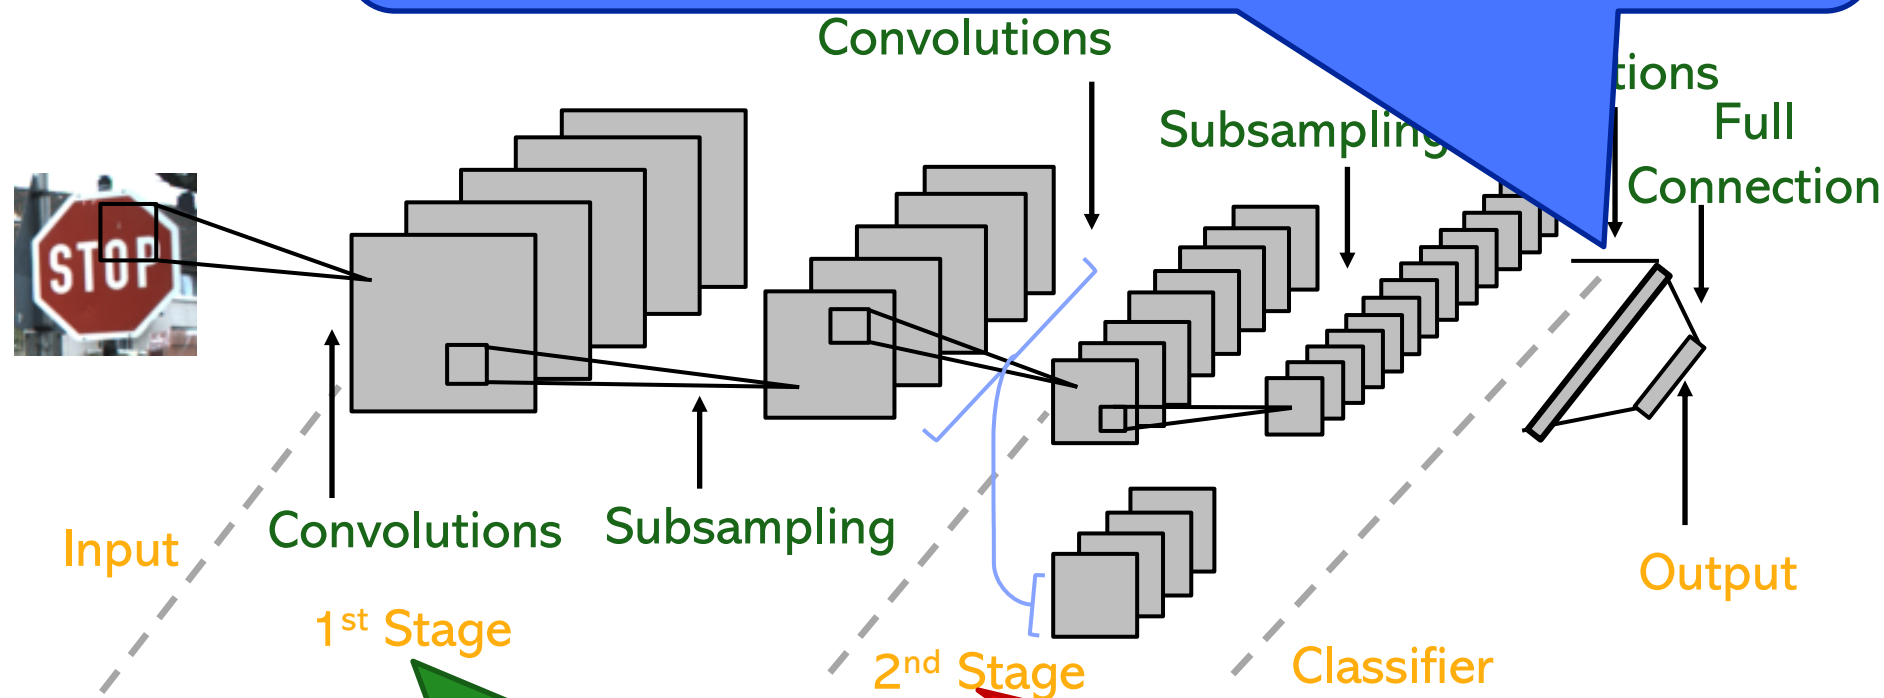 Convolutions
tions
Subsampling
Full
Connection
STOP
Convolutions
Subsampling
Input
Output
1st Stage
2nd Stage
Classifier